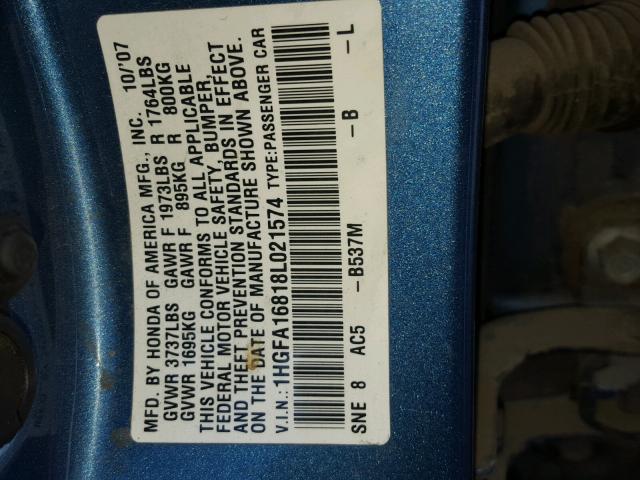 MFD. BY HONDA OF AMERICA MFG., INC. 10/'07
GVWR 3737LBS GAWR F 1973LBS R 1764LBS
GVWR 1695KG GAWR F 895KG R 800KG
THIS VEHICLE CONFORMS TO ALL APPLICABLE
FEDERAL MOTOR VEHICLE SAFETY, BUMPER,
AND THEFT PREVENTION STANDARDS IN EFFECT
ON THE DATE OF MANUFACTURE SHOWN ABOVE.
V.I.N.: 1HGFA16818L021574 TYPE:PASSENGER CAR
SNE 8 AC5 -B537M -B -L